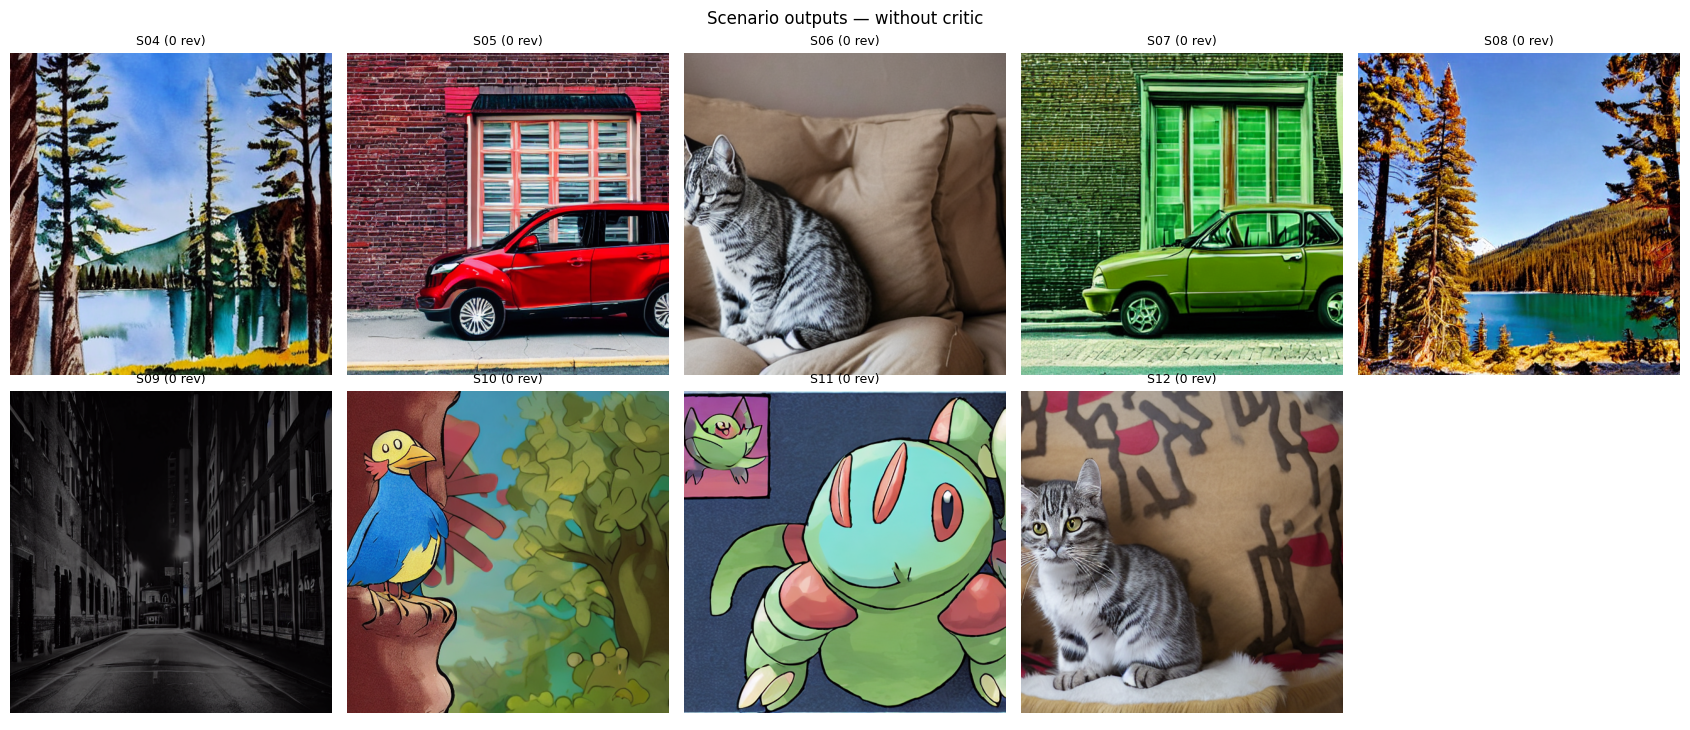 Scenario outputs — without critic
S04 (0 rev)
S05 (0 rev)
S06 (0 rev)
S07 (0 rev)
S08 (0 rev)
S09 (0 rev)
S10 (0 rev)
S11 (0 rev)
S12 (0 rev)